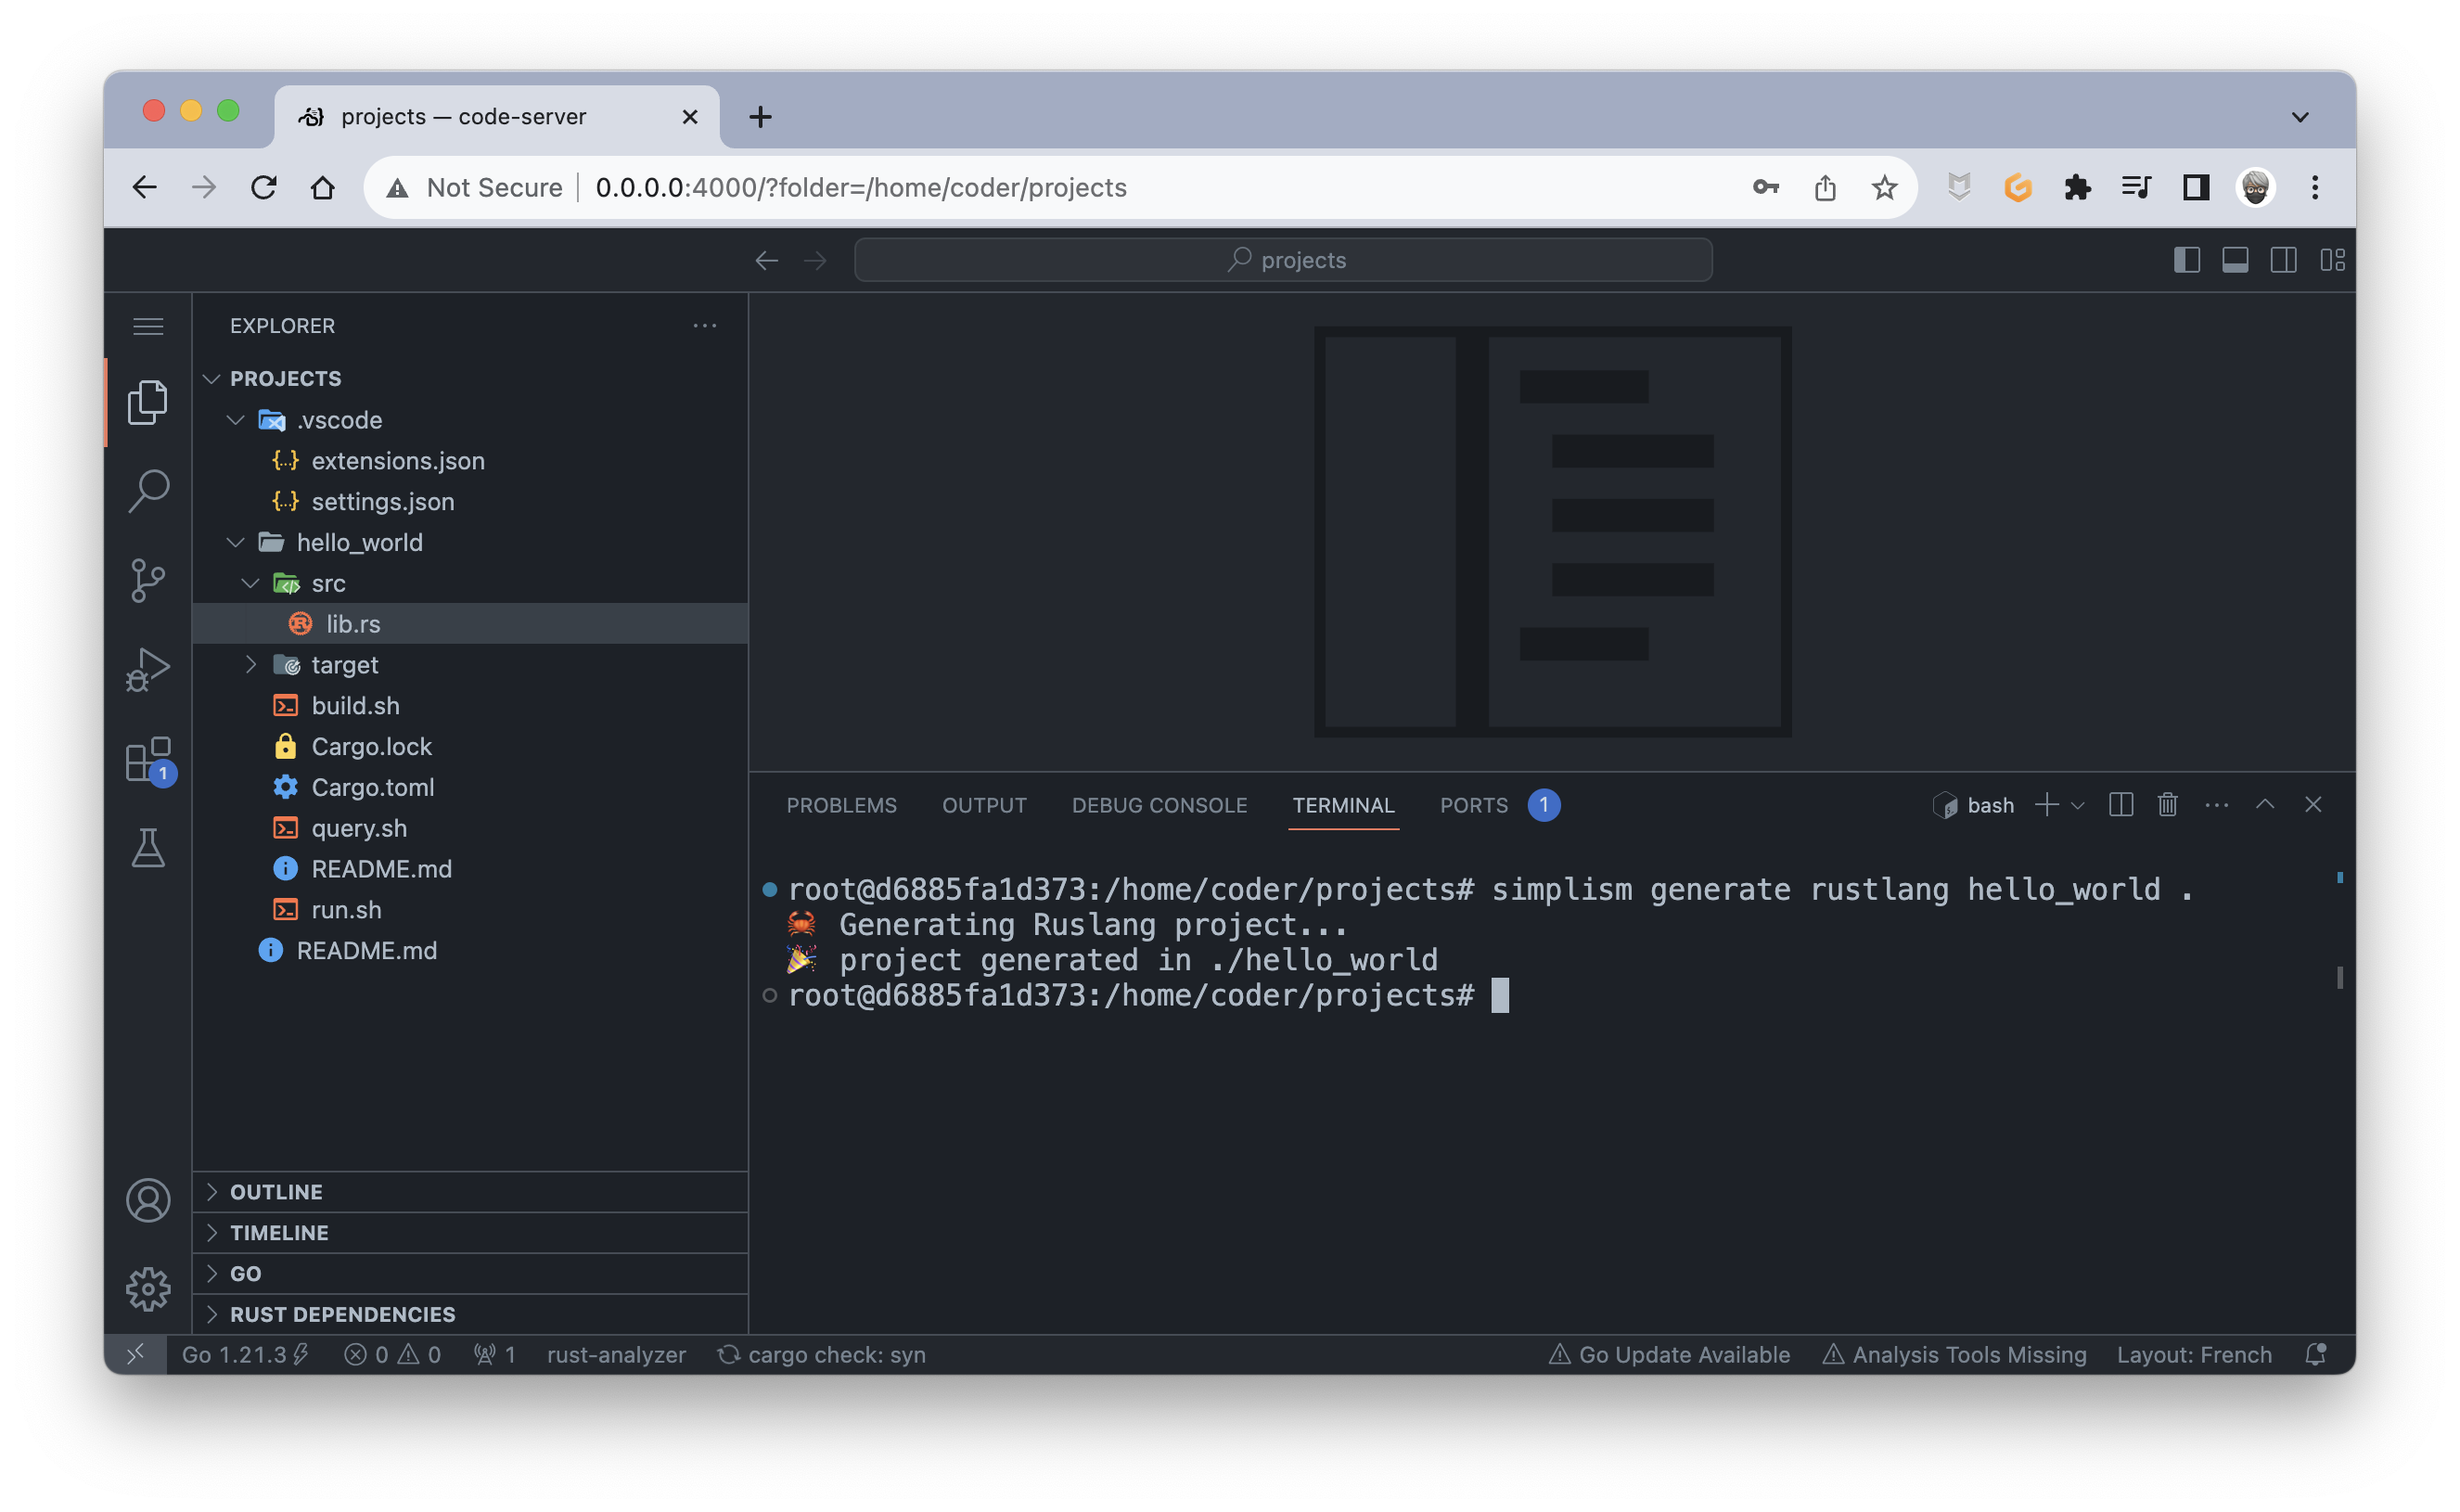 projects — code-server
Not Secure 0.0.0.0:4000/?folder=/home/coder/projects
projects
EXPLORER
PROJECTS
.vscode
extensions.json
settings.json
hello_world
src
lib.rs
target
build.sh
Cargo.lock
Cargo.toml
query.sh
README.md
run.sh
README.md
1
OUTLINE
TIMELINE
GO
RUST DEPENDENCIES
PROBLEMS OUTPUT DEBUG CONSOLE TERMINAL PORTS 1 bash
root@d6885fa1d373:/home/coder/projects# simplism generate rustlang hello_world .
🦀 Generating Ruslang project...
🎉 project generated in ./hello_world
root@d6885fa1d373:/home/coder/projects#
Go 1.21.3 0 0 1 rust-analyzer cargo check: syn Go Update Available Analysis Tools Missing Layout: French